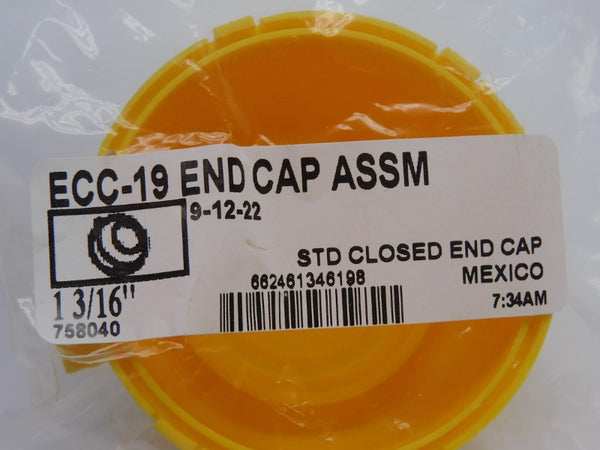 ECC-19 END CAP ASSM
9-12-22
STD CLOSED END CAP
662461346198
MEXICO
1 3/16"
7:34AM
758040